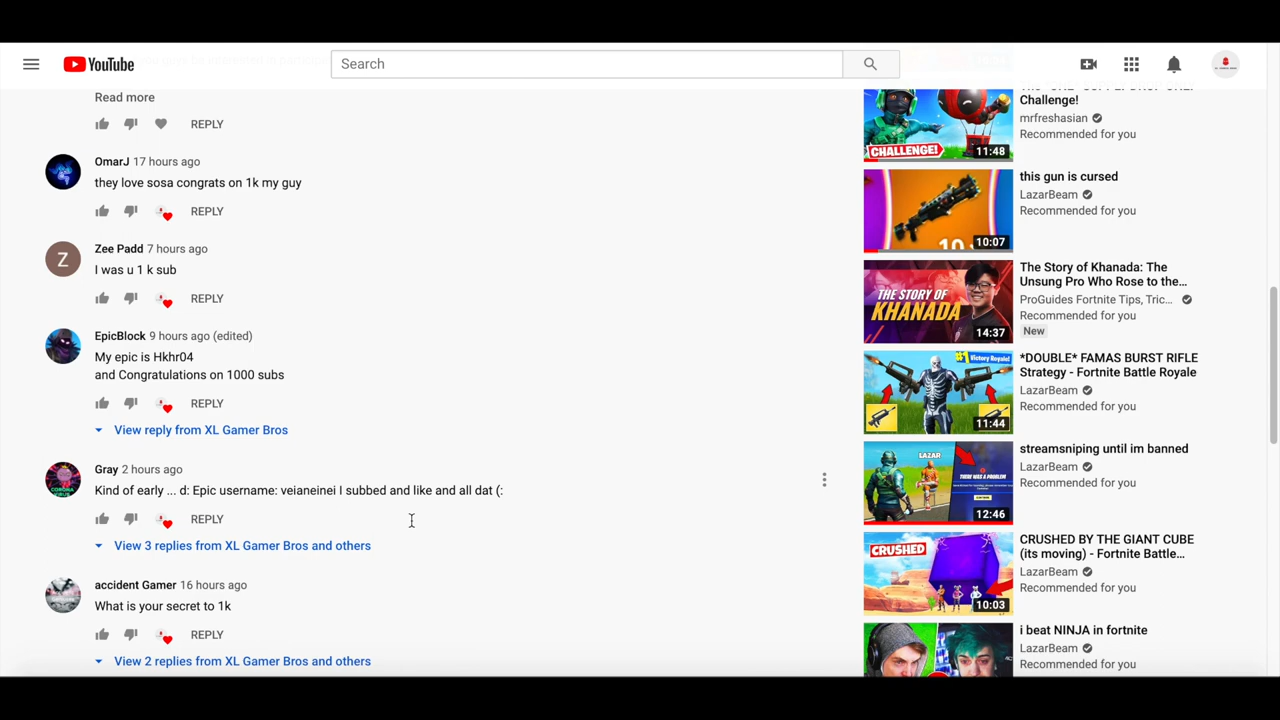 YouTube
Search
Read more
REPLY
OmarJ 17 hours ago
they love sosa congrats on 1k my guy
REPLY
Z
Zee Padd 7 hours ago
I was u 1 k sub
REPLY
EpicBlock 9 hours ago (edited)
My epic is Hkhr04
and Congratulations on 1000 subs
REPLY
View reply from XL Gamer Bros
Gray 2 hours ago
Kind of early ... d: Epic username: veianeinei I subbed and like and all dat (:
REPLY
View 3 replies from XL Gamer Bros and others
accident Gamer 16 hours ago
What is your secret to 1k
REPLY
View 2 replies from XL Gamer Bros and others
CHALLENGE!
11:48
Challenge!
mrfreshasian
Recommended for you
10:07
this gun is cursed
LazarBeam
Recommended for you
THE STORY OF
KHANADA
14:37
The Story of Khanada: The
Unsung Pro Who Rose to the...
ProGuides Fortnite Tips, Tric...
Recommended for you
New
#1 Victory Royale!
11:44
*DOUBLE* FAMAS BURST RIFLE
Strategy - Fortnite Battle Royale
LazarBeam
Recommended for you
LAZAR
THERE WAS A PROBLEM
12:46
streamsniping until im banned
LazarBeam
Recommended for you
CRUSHED
10:03
CRUSHED BY THE GIANT CUBE
(its moving) - Fortnite Battle...
LazarBeam
Recommended for you
i beat NINJA in fortnite
LazarBeam
Recommended for you